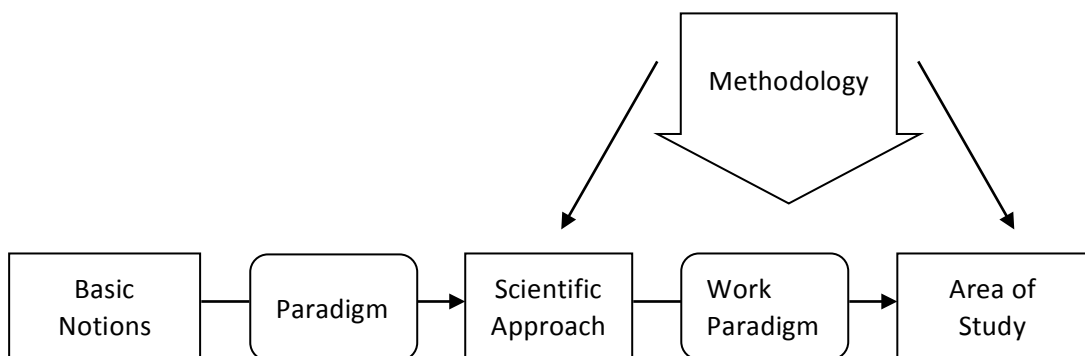 Methodology
Basic
Notions
Paradigm
Scientific
Approach
Work
Paradigm
Area of
Study